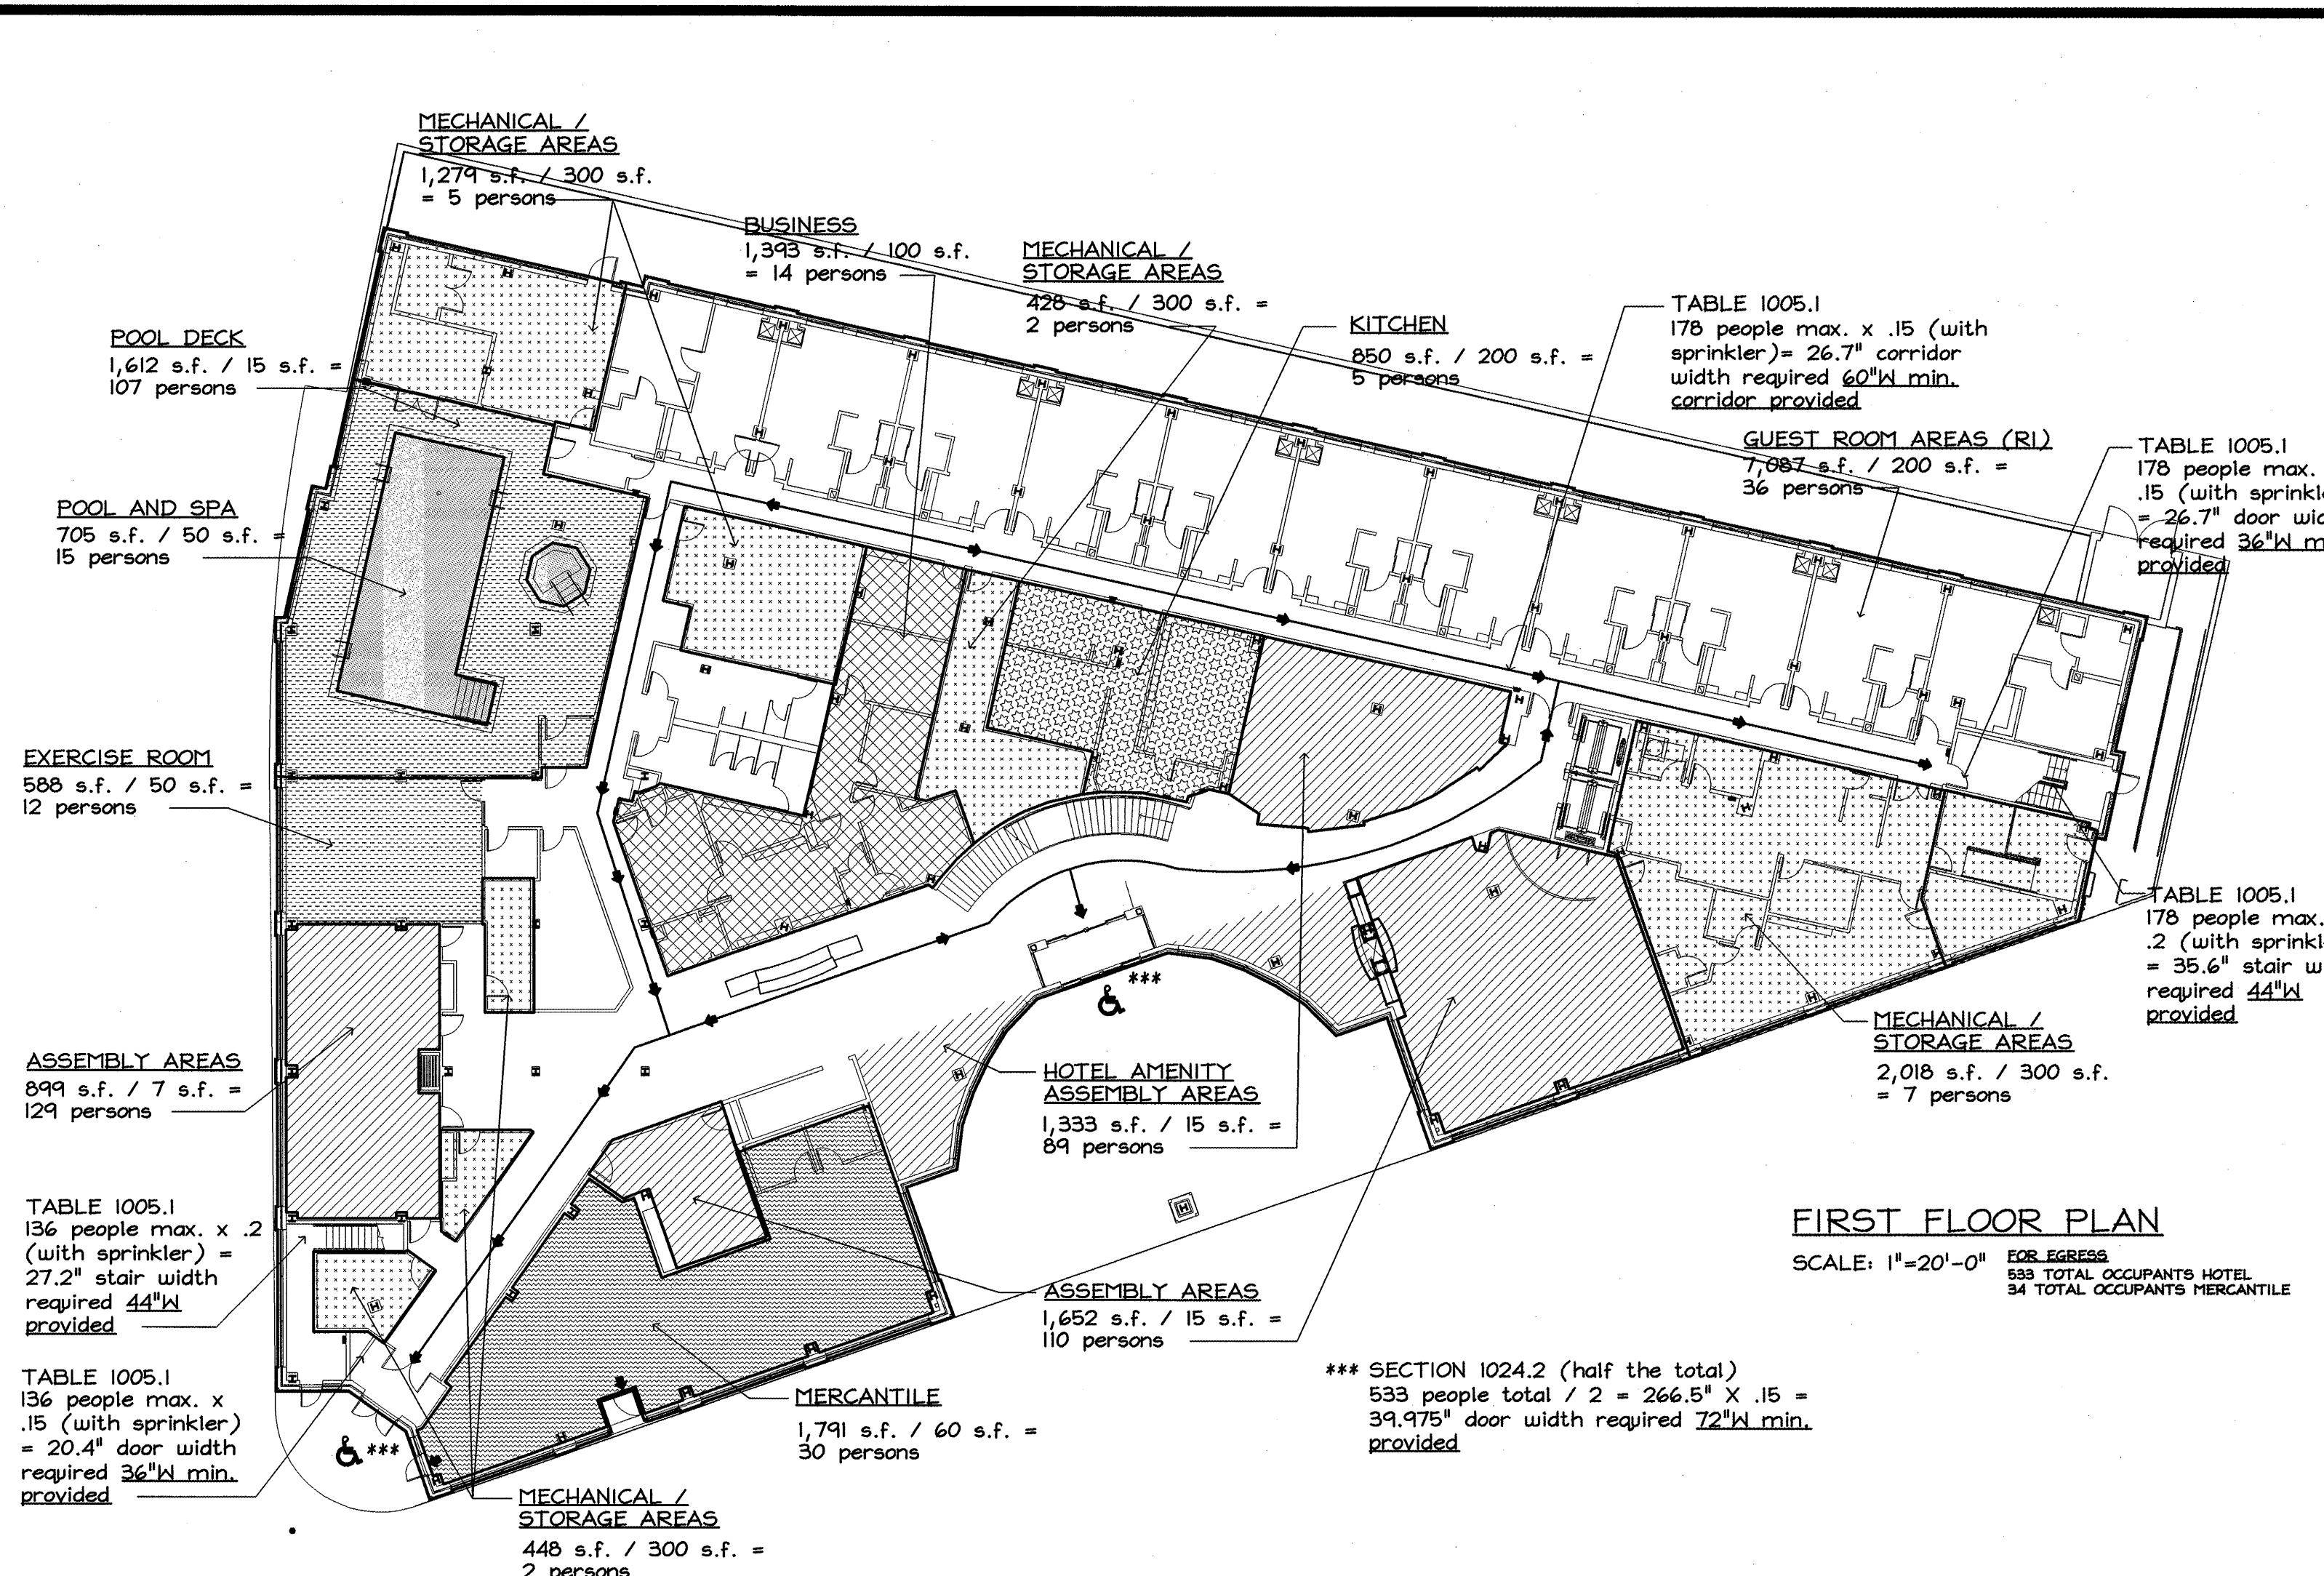 MECHANICAL /
STORAGE AREAS
1,279 s.f. / 300 s.f.
= 5 persons
BUSINESS
1,393 s.f. / 100 s.f.
= 14 persons
MECHANICAL /
STORAGE AREAS
428 s.f. / 300 s.f. =
2 persons
KITCHEN
850 s.f. / 200 s.f. =
5 persons
TABLE 1005.1
178 people max. x .15 (with
sprinkler)= 26.7" corridor
width required 60"W min.
corridor provided
GUEST ROOM AREAS (R1)
7,087 s.f. / 200 s.f. =
36 persons
TABLE 1005.1
178 people max.
.15 (with
= 26.7" door
required 36"W
provided
POOL DECK
1,612 s.f. / 15 s.f. =
107 persons
POOL AND SPA
705 s.f. / 50 s.f. =
15 persons
EXERCISE ROOM
588 s.f. / 50 s.f. =
12 persons
ASSEMBLY AREAS
899 s.f. / 7 s.f. =
129 persons
TABLE 1005.1
136 people max. x .2
(with sprinkler) =
27.2" stair width
required 44"W
provided
TABLE 1005.1
136 people max. x
.15 (with sprinkler)
= 20.4" door width
required 36"W min.
provided
***
***
HOTEL AMENITY
ASSEMBLY AREAS
1,333 s.f. / 15 s.f. =
89 persons
ASSEMBLY AREAS
1,652 s.f. / 15 s.f. =
110 persons
MERCANTILE
1,791 s.f. / 60 s.f. =
30 persons
MECHANICAL /
STORAGE AREAS
448 s.f. / 300 s.f. =
2 persons
TABLE 1005.1
178 people max.
.2 (with
= 35.6" stair
required 44"W
provided
MECHANICAL /
STORAGE AREAS
2,018 s.f. / 300 s.f.
= 7 persons
FIRST FLOOR PLAN
SCALE: 1"=20'-0"
FOR EGRESS
533 TOTAL OCCUPANTS HOTEL
34 TOTAL OCCUPANTS MERCANTILE
*** SECTION 1024.2 (half the total)
533 people total / 2 = 266.5" X .15 =
39.975" door width required 72"W min.
provided